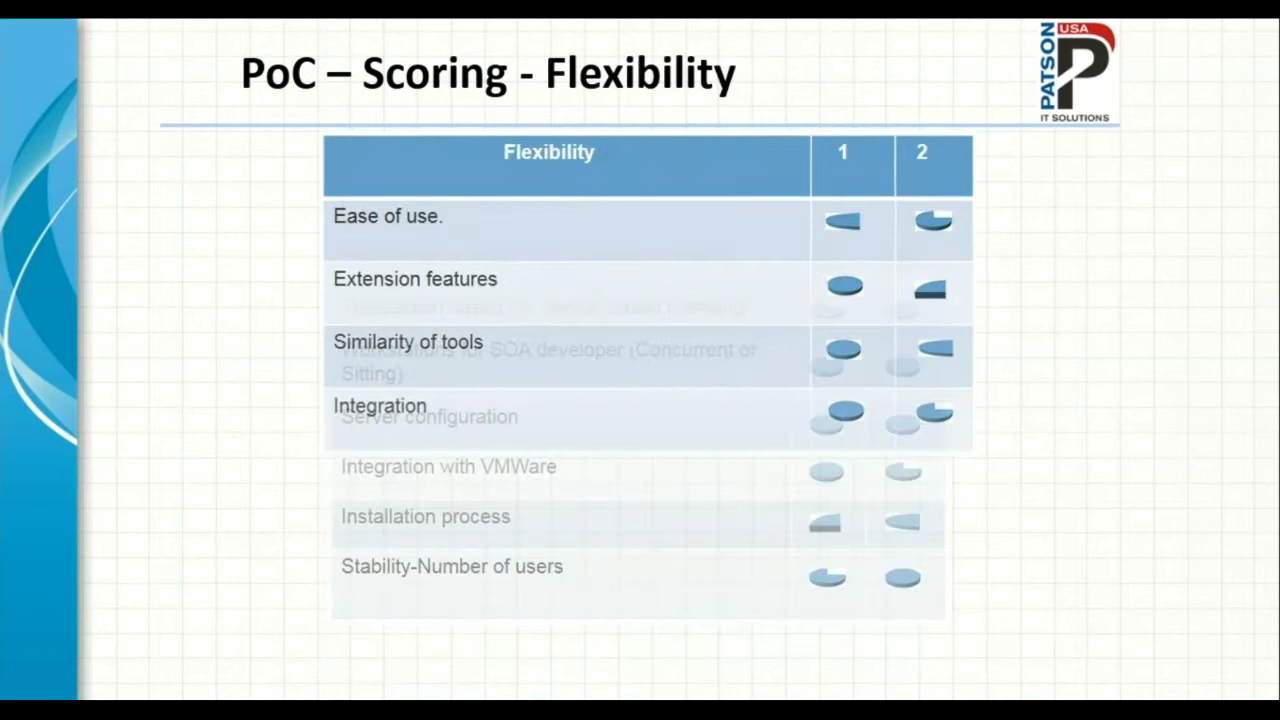 PoC – Scoring - Flexibility
PATSON
USA
P
IT SOLUTIONS
Flexibility 1 2
Ease of use.
Extension features
Similarity of tools
Workstations for SOA developer (Concurrent or
Sitting)
Integration
Server configuration
Integration with VMWare
Installation process
Stability-Number of users